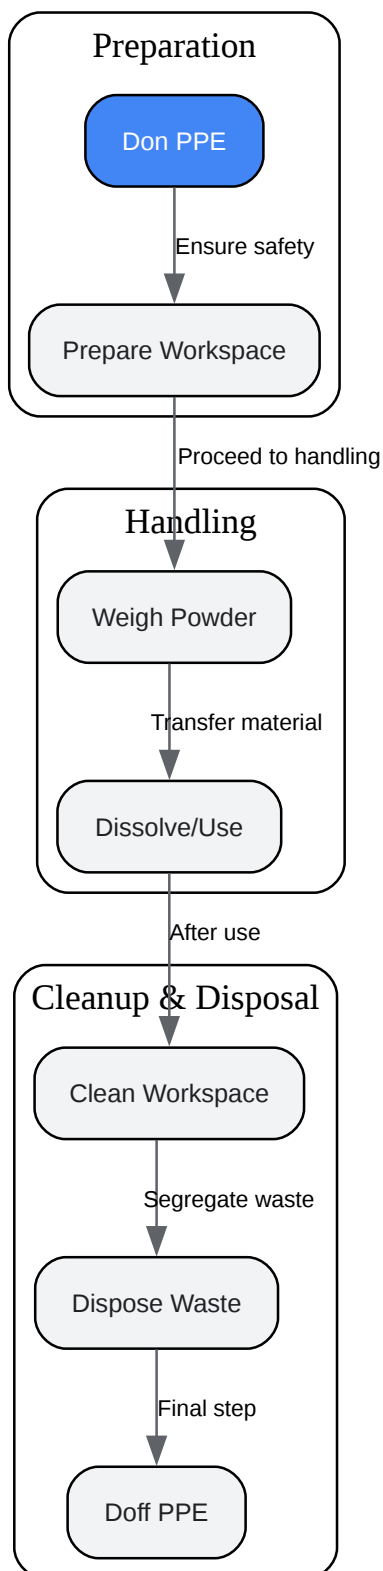 Preparation
Don PPE
Ensure safety
Prepare Workspace
Proceed to handling
Handling
Weigh Powder
Transfer material
Dissolve/Use
After use
Cleanup & Disposal
Clean Workspace
Segregate waste
Dispose Waste
Final step
Doff PPE